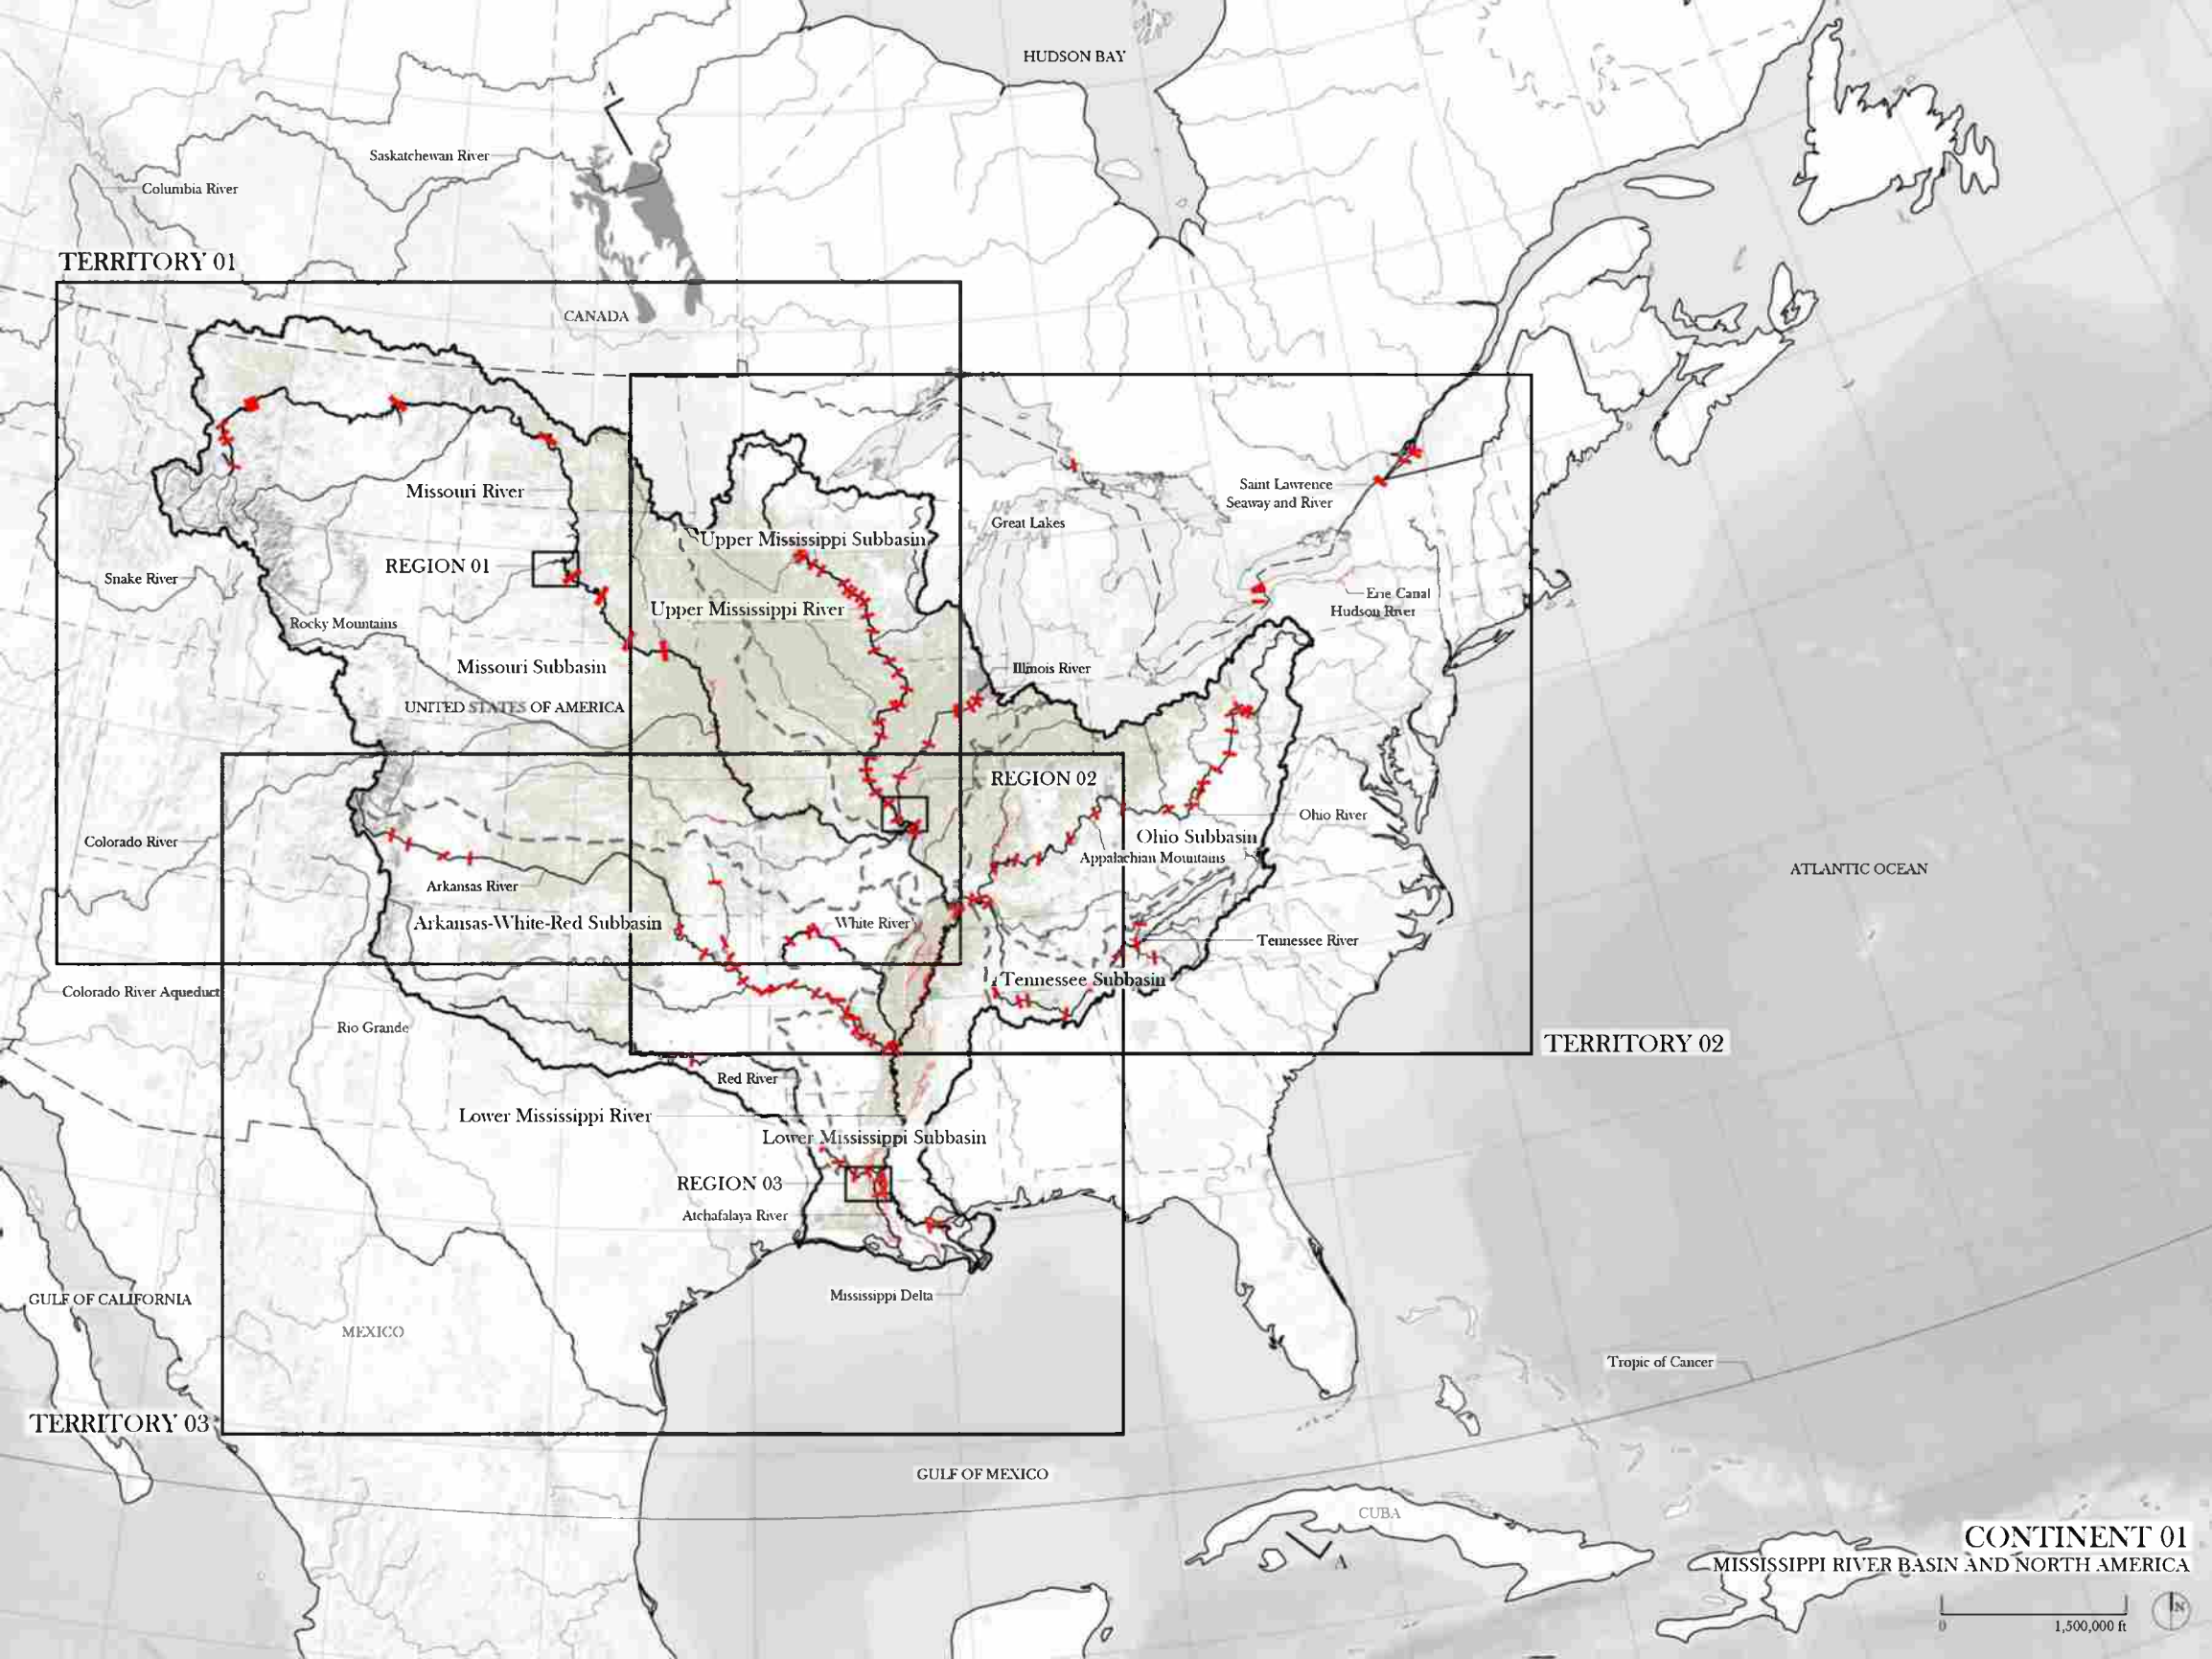 HUDSON BAY
A
Saskatchewan River
Columbia River
TERRITORY 01
CANADA
Missouri River
Saint Lawrence
Seaway and River
Great Lakes
Upper Mississippi Subbasin
REGION 01
Snake River
Erie Canal
Hudson River
Upper Mississippi River
Rocky Mountains
Missouri Subbasin
Illinois River
UNITED STATES OF AMERICA
REGION 02
Ohio River
Colorado River
Ohio Subbasin
Appalachian Mountains
ATLANTIC OCEAN
Arkansas River
Arkansas-White-Red Subbasin
White River
Tennessee River
Tennessee Subbasin
Colorado River Aqueduct
Rio Grande
TERRITORY 02
Red River
Lower Mississippi River
Lower Mississippi Subbasin
REGION 03
Atchafalaya River
Mississippi Delta
GULF OF CALIFORNIA
MEXICO
Tropic of Cancer
TERRITORY 03
GULF OF MEXICO
CUBA
A
CONTINENT 01
MISSISSIPPI RIVER BASIN AND NORTH AMERICA
0
1,500,000 ft
N